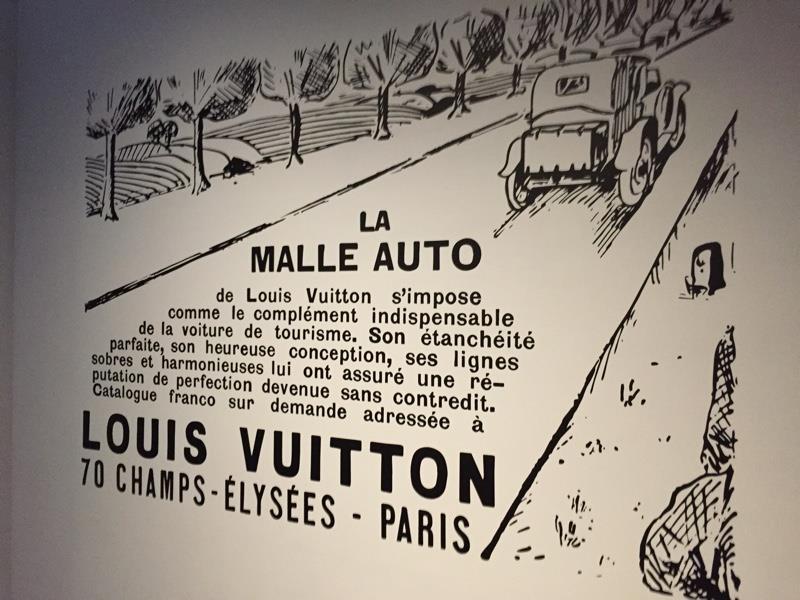 LA
MALLE AUTO
de Louis Vuitton s'impose
comme le complément indispensable
de la voiture de tourisme. Son étanchéité
parfaite, son heureuse conception, ses lignes
sobres et harmonieuses lui ont assuré une ré-
putation de perfection devenue sans contredit.
Catalogue franco sur demande adressée à
LOUIS VUITTON
70 CHAMPS-ÉLYSÉES - PARIS